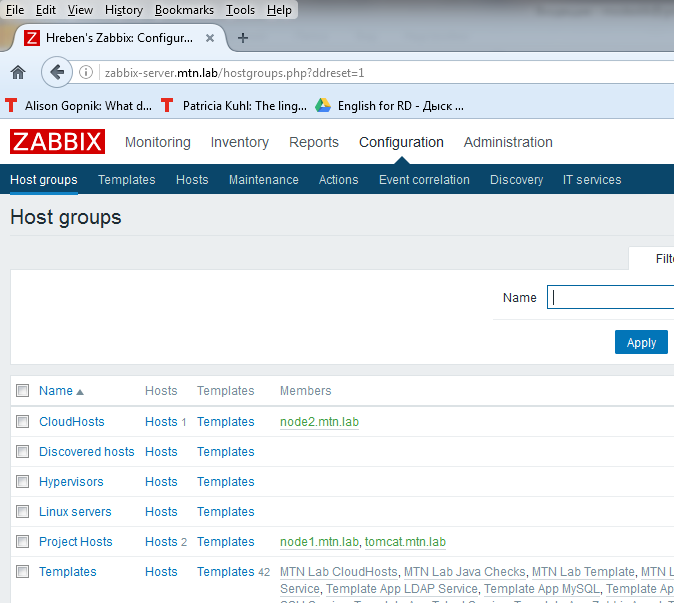 File Edit View History Bookmarks Tools Help
Z Hreben's Zabbix: Configur... × +
zabbix-server.mtn.lab/hostgroups.php?ddreset=1
Alison Gopnik: What d... Patricia Kuhl: The ling... English for RD - Дыск ...
ZABBIX Monitoring Inventory Reports Configuration Administration
Host groups Templates Hosts Maintenance Actions Event correlation Discovery IT services
Host groups
Filt
Name
Apply
Name Hosts Templates Members
CloudHosts Hosts 1 Templates node2.mtn.lab
Discovered hosts Hosts Templates
Hypervisors Hosts Templates
Linux servers Hosts Templates
Project Hosts Hosts 2 Templates node1.mtn.lab, tomcat.mtn.lab
Templates Hosts Templates 42 MTN Lab CloudHosts, MTN Lab Java Checks, MTN Lab Template, MTN L
Service, Template App LDAP Service, Template App MySQL, Template Ap